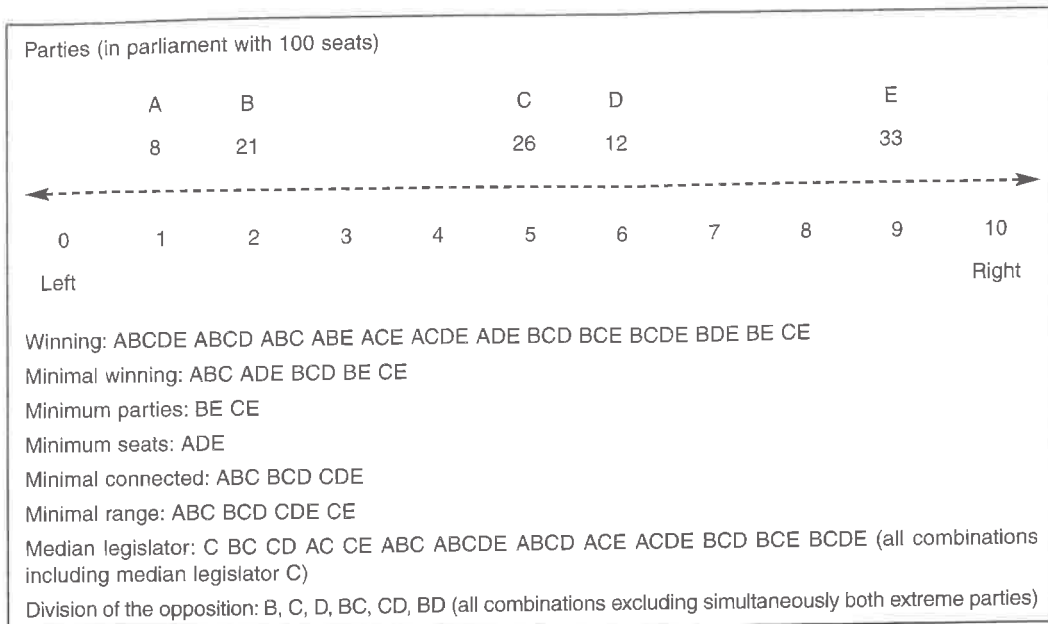 Parties (in parliament with 100 seats)
A B C D E
8 21 26 12 33
0 1 2 3 4 5 6 7 8 9 10
Left Right
Winning: ABCDE ABCD ABC ABE ACE ACDE ADE BCD BCE BCDE BDE BE CE
Minimal winning: ABC ADE BCD BE CE
Minimum parties: BE CE
Minimum seats: ADE
Minimal connected: ABC BCD CDE
Minimal range: ABC BCD CDE CE
Median legislator: C BC CD AC CE ABC ABCDE ABCD ACE ACDE BCD BCE BCDE (all combinations
including median legislator C)
Division of the opposition: B, C, D, BC, CD, BD (all combinations excluding simultaneously both extreme parties)